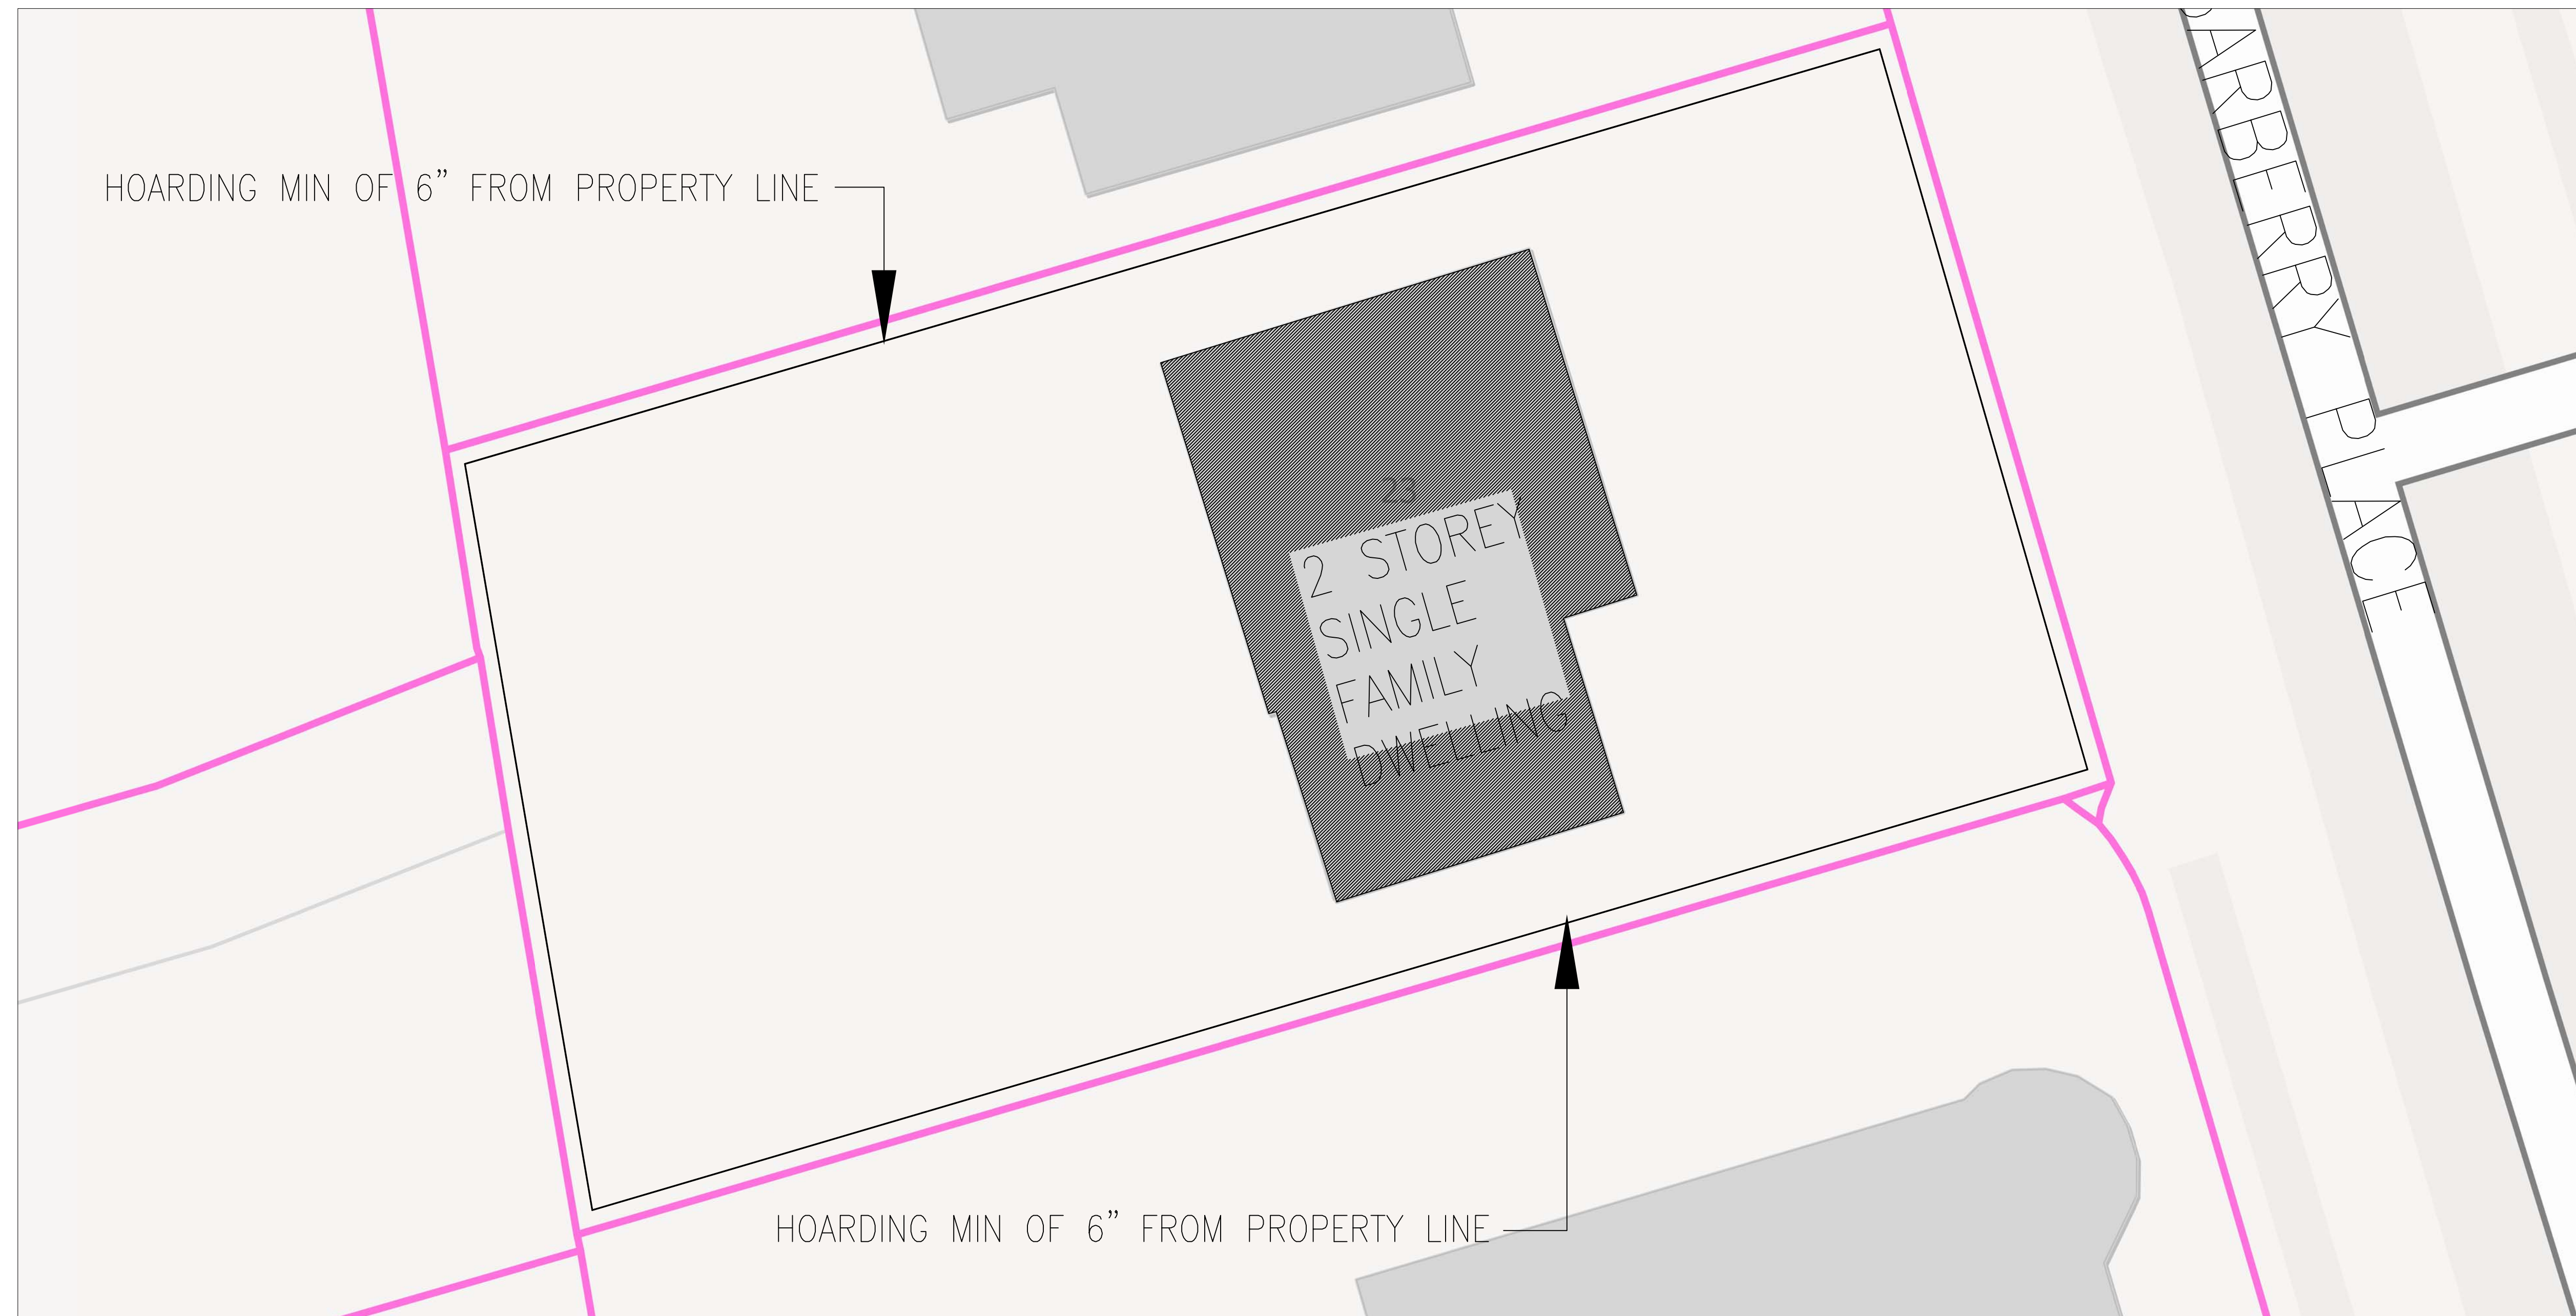 HOARDING MIN OF 6” FROM PROPERTY LINE
23
2 STOREY
SINGLE
FAMILY
DWELLING
HOARDING MIN OF 6” FROM PROPERTY LINE
BARBERRY PLACE